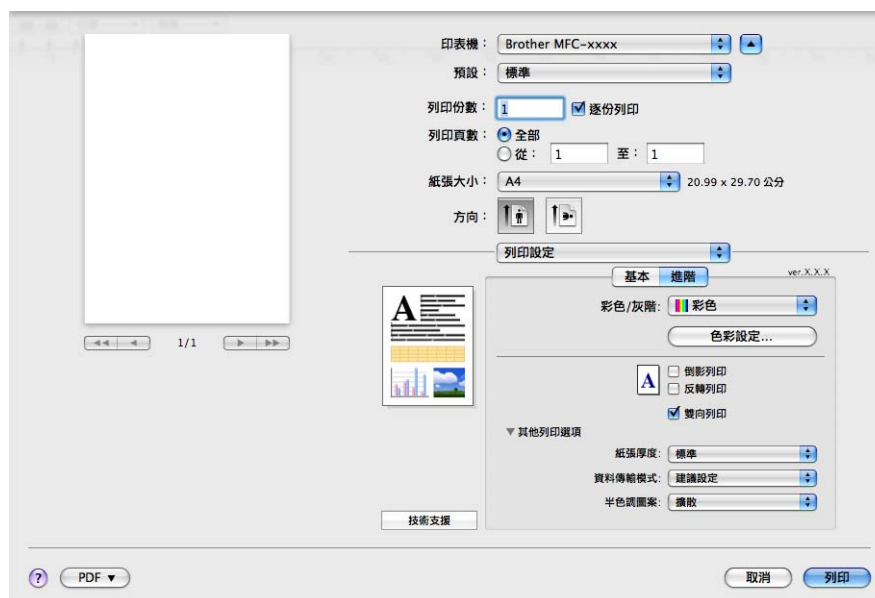 印表機： Brother MFC-xxxx
預設： 標準
列印份數： 1 逐份列印
列印頁數： 全部
從： 1 至： 1
紙張大小： A4 20.99 x 29.70 公分
方向：
列印設定
基本 進階 ver.X.X.X
彩色/灰階: 彩色
色彩設定...
A
1/1
A 倒影列印
反轉列印
雙向列印
▼其他列印選項
紙張厚度: 標準
資料傳輸模式: 建議設定
半色調圖案: 擴散
技術支援
? PDF ▼ 取消 列印